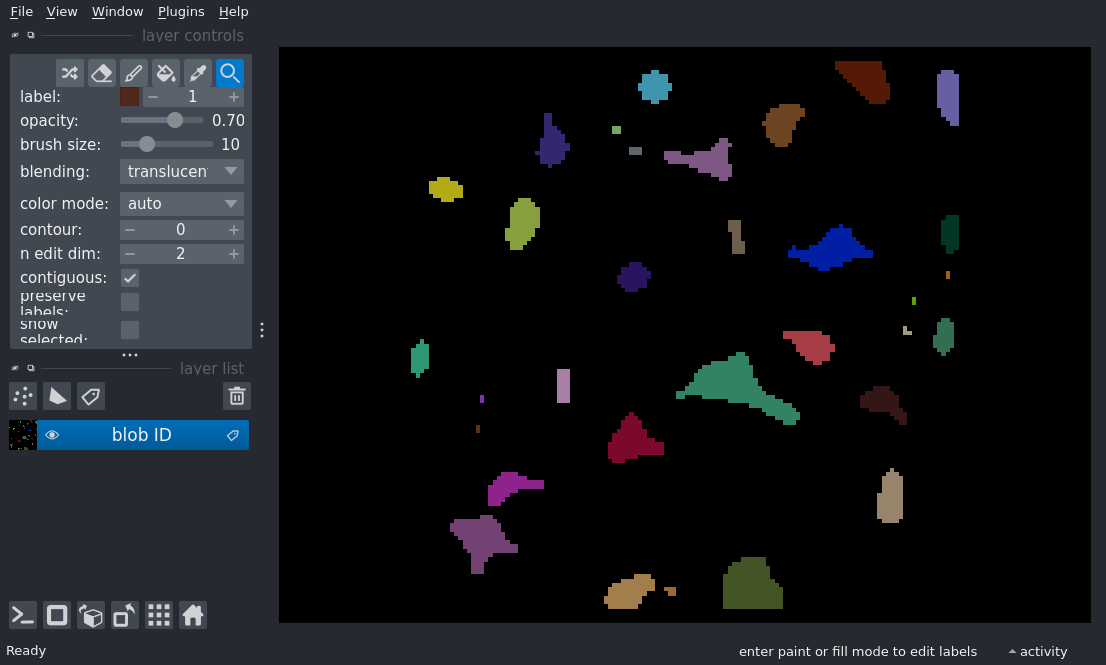 File View Window Plugins Help
layer controls
label: 1
opacity: 0.70
brush size: 10
blending: translucen
color mode: auto
contour: 0
n edit dim: 2
contiguous:
preserve
labels:
show
selected:
layer list
blob ID
Ready
enter paint or fill mode to edit labels
activity